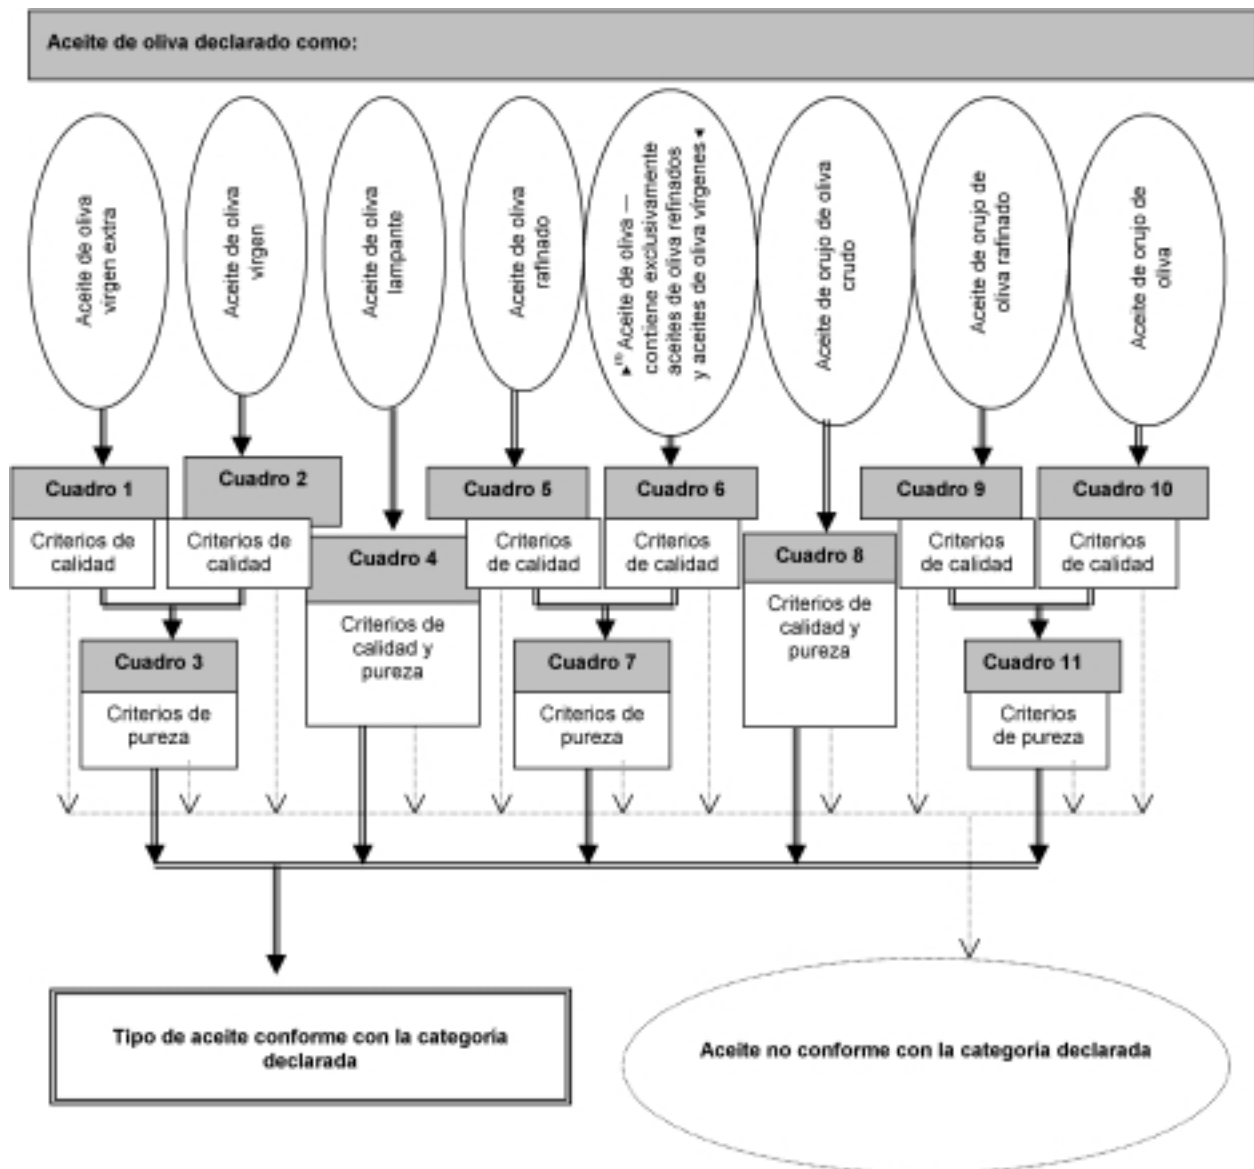 Aceite de oliva declarado como:
Aceite de oliva
virgen extra
Aceite de oliva
virgen
Aceite de oliva
lampante
Aceite de oliva
rafinado
►(1) Aceite de oliva —
contiene exclusivamente
aceites de oliva refinados
y aceites de oliva vírgenes ◄
Aceite de orujo de oliva
crudo
Aceite de orujo de
oliva rafinado
Aceite de orujo de
oliva
Cuadro 1
Criterios de
calidad
Cuadro 2
Criterios de
calidad
Cuadro 4
Criterios de
calidad y
pureza
Cuadro 5
Criterios
de calidad
Cuadro 6
Criterios
de calidad
Cuadro 8
Criterios de
calidad y
pureza
Cuadro 9
Criterios
de calidad
Cuadro 10
Criterios
de calidad
Cuadro 3
Criterios de
pureza
Cuadro 7
Criterios de
pureza
Cuadro 11
Criterios
de pureza
Tipo de aceite conforme con la categoría
declarada
Aceite no conforme con la categoría declarada